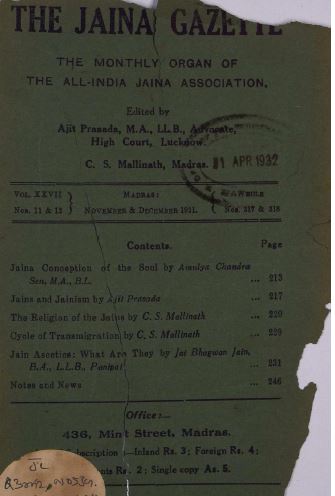 THE JAINA GAZETTE
THE MONTHLY ORGAN OF
THE ALL-INDIA JAINA ASSOCIATION.
Edited by
Ajit Prasada, M.A., LL.B., Advocate,
High Court, Lucknow.
C. S. Mallinath, Madras.
11 APR 1932
VOL. XXVII } MADRAS: { WHOLE
Nos. 11 & 12 } NOVEMBER & DECEMBER 1931. { Nos. 317 & 318
Contents. Page
Jaina Conception of the Soul by Amulya Chandra
Sen, M.A., B.L. ... 213
Jains and Jainism by Ajit Prasada ... 217
The Religion of the Jains by C. S. Mallinath ... 220
Cycle of Transmigration by C. S. Mallinath ... 229
Jain Ascetics: What Are They by Jai Bhagwan Jain,
B.A., L.L.B., Panipat ... 231
Notes and News ... 246
Office:—
436, Mint Street, Madras.
bscription :—Inland Rs. 3; Foreign Rs. 4;
nts Rs. 2; Single copy As. 5.